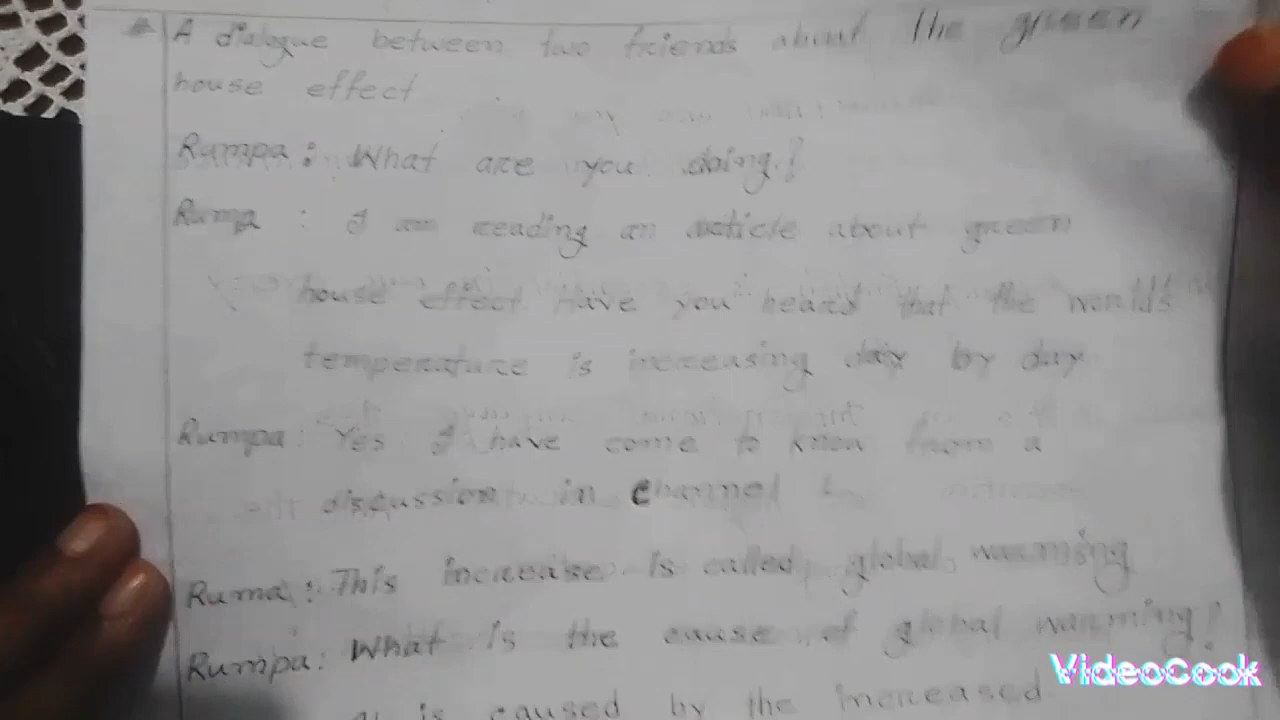 A dialogue between two friends about the green
house effect
Rumpa: What are you doing?
Ruma : I am reading an article about green
house effect Have you heard that the world's
temperature is increasing day by day
Rumpa: Yes I have come to know from a
discussion in Channel
Ruma: This increase is called global warming
Rumpa: What is the cause of global warming?
is caused by the increased
VideoCook